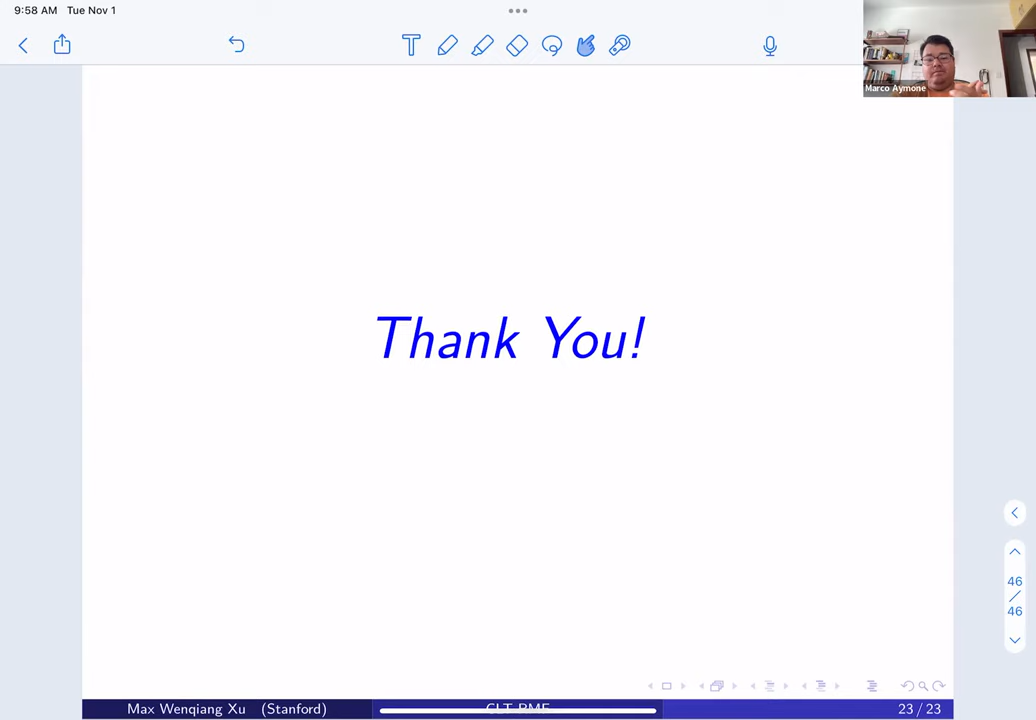 9:58 AM Tue Nov 1
Marco Aymone
Thank You!
46
46
Max Wenqiang Xu (Stanford)
CLT RMF
23 / 23